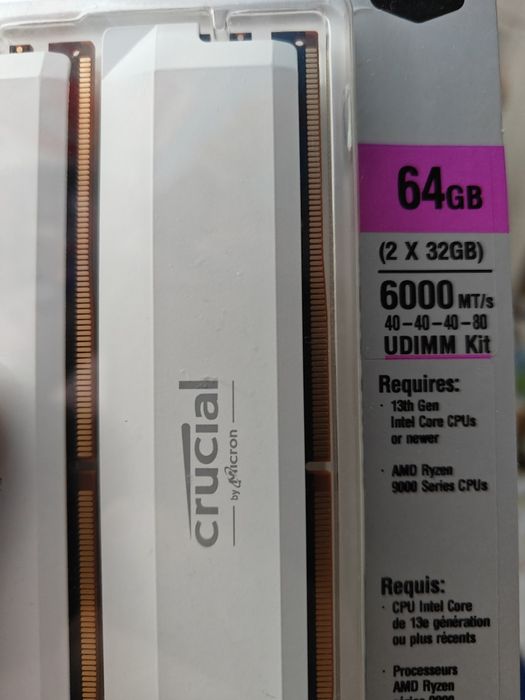 64GB
(2 X 32GB)
6000 MT/s
40-40-40-80
UDIMM Kit
Requires:
· 13th Gen
Intel Core CPUs
or newer
· AMD Ryzen
9000 Series CPUs
Requis:
· CPU Intel Core
de 13e génération
ou plus récents
· Processeurs
AMD Ryzen
crucial
by Micron